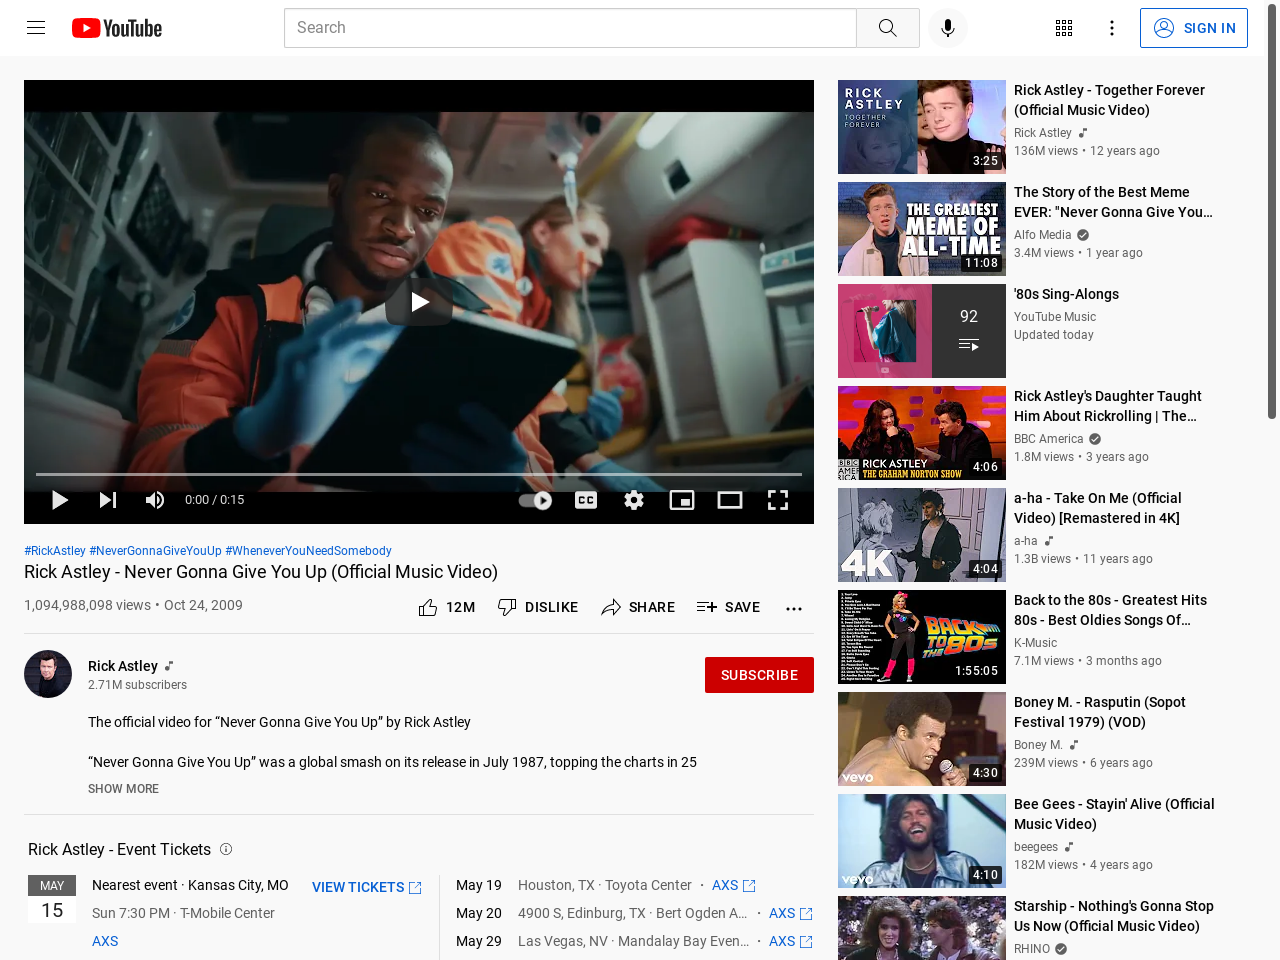 YouTube
Search
SIGN IN
0:00 / 0:15
CC
#RickAstley #NeverGonnaGiveYouUp #WheneverYouNeedSomebody
Rick Astley - Never Gonna Give You Up (Official Music Video)
1,094,988,098 views • Oct 24, 2009
12M
DISLIKE
SHARE
SAVE
Rick Astley
2.71M subscribers
SUBSCRIBE
The official video for “Never Gonna Give You Up” by Rick Astley
“Never Gonna Give You Up” was a global smash on its release in July 1987, topping the charts in 25
SHOW MORE
Rick Astley - Event Tickets
MAY
15
Nearest event · Kansas City, MO
Sun 7:30 PM · T-Mobile Center
AXS
VIEW TICKETS
May 19 Houston, TX · Toyota Center · AXS
May 20 4900 S, Edinburg, TX · Bert Ogden A... · AXS
May 29 Las Vegas, NV · Mandalay Bay Even... · AXS
RICK
ASTLEY
TOGETHER
FOREVER
3:25
Rick Astley - Together Forever
(Official Music Video)
Rick Astley
136M views • 12 years ago
THE GREATEST
MEME OF
ALL-TIME
11:08
The Story of the Best Meme
EVER: "Never Gonna Give You...
Alfo Media
3.4M views • 1 year ago
92
'80s Sing-Alongs
YouTube Music
Updated today
BBC
AMERICA
RICK ASTLEY
THE GRAHAM NORTON SHOW
4:06
Rick Astley's Daughter Taught
Him About Rickrolling | The...
BBC America
1.8M views • 3 years ago
4K
4:04
a-ha - Take On Me (Official
Video) [Remastered in 4K]
a-ha
1.3B views • 11 years ago
BACK
TO THE 80s
1:55:05
Back to the 80s - Greatest Hits
80s - Best Oldies Songs Of...
K-Music
7.1M views • 3 months ago
vevo
4:30
Boney M. - Rasputin (Sopot
Festival 1979) (VOD)
Boney M.
239M views • 6 years ago
vevo
4:10
Bee Gees - Stayin' Alive (Official
Music Video)
beegees
182M views • 4 years ago
Starship - Nothing's Gonna Stop
Us Now (Official Music Video)
RHINO